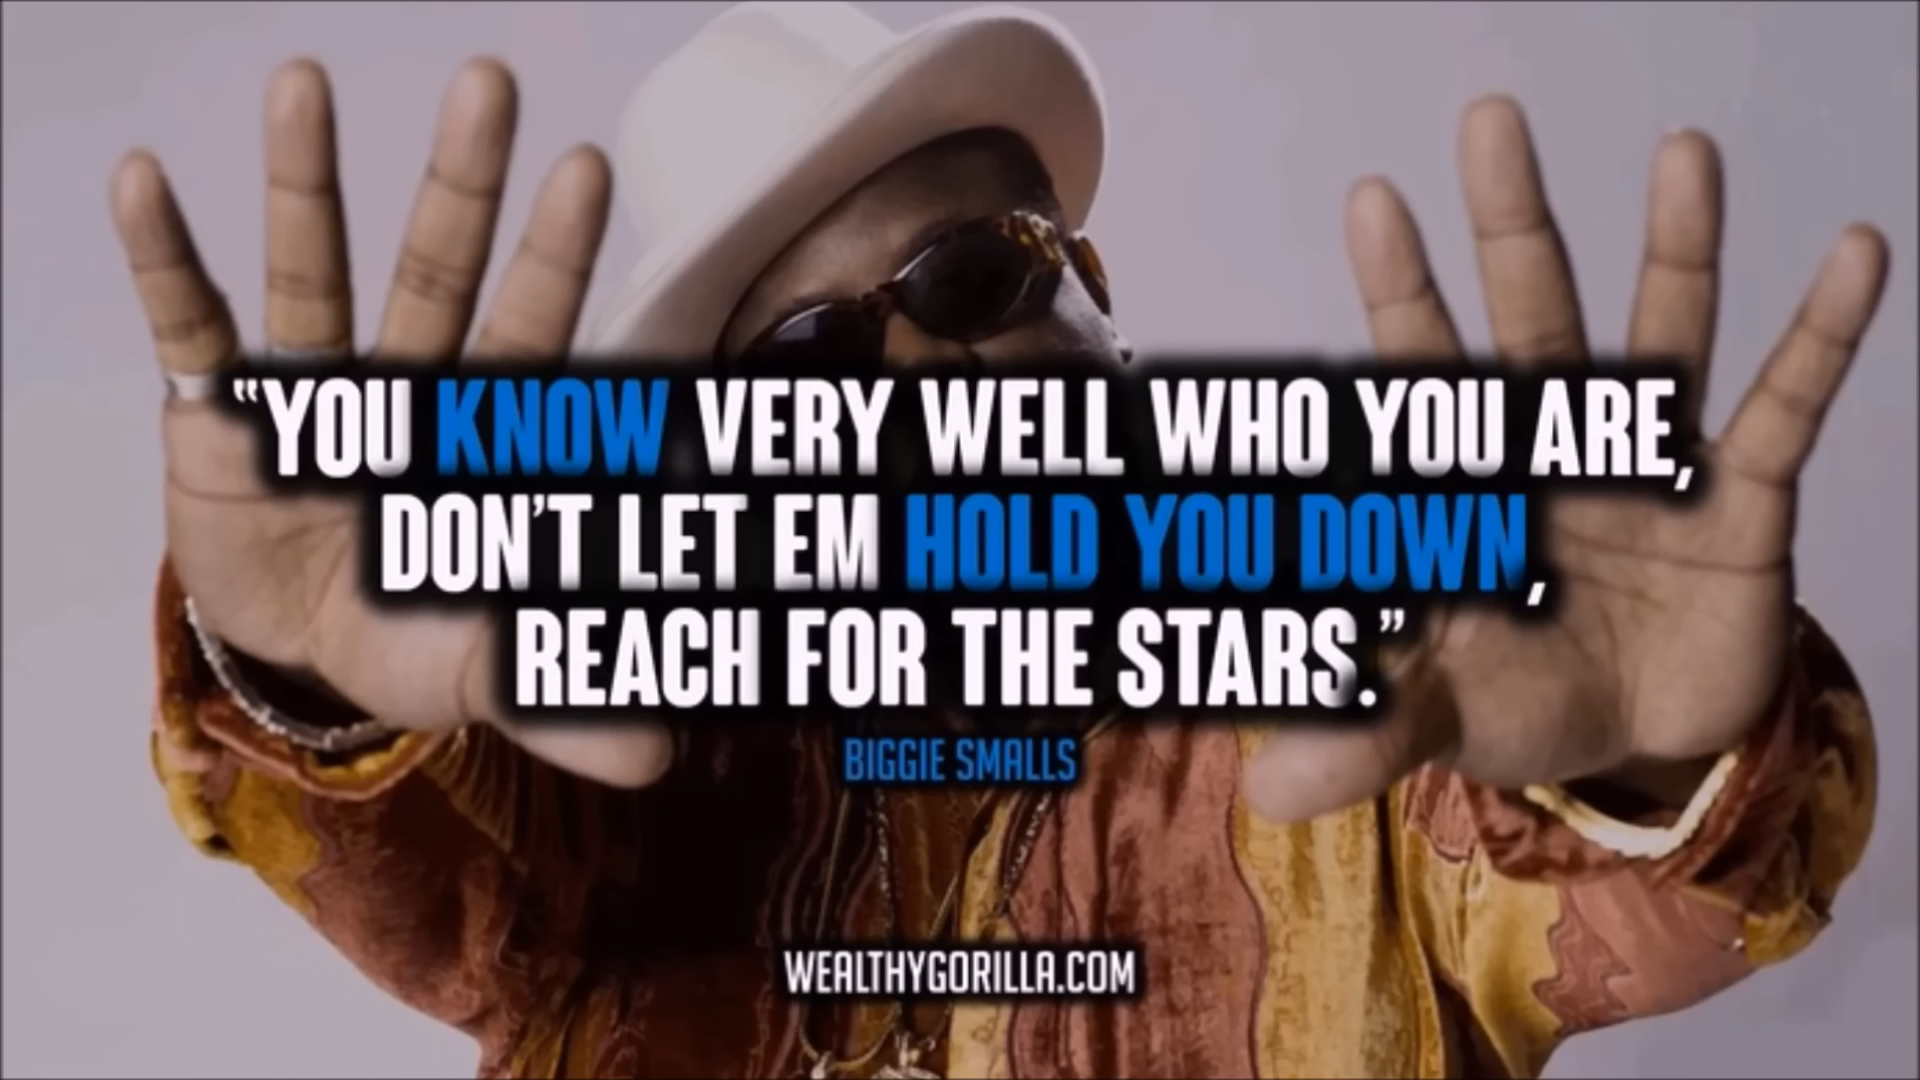 “YOU KNOW VERY WELL WHO YOU ARE,
DON’T LET EM HOLD YOU DOWN,
REACH FOR THE STARS.”
BIGGIE SMALLS
WEALTHYGORILLA.COM